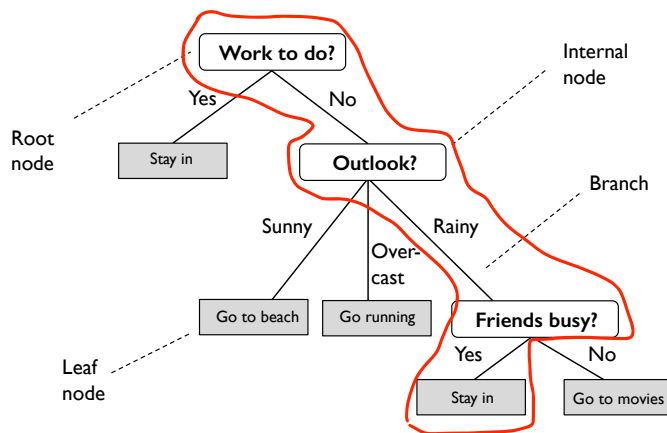 Work to do?
Internal
node
Yes
No
Root
node
Stay in
Outlook?
Branch
Sunny
Rainy
Over-
cast
Go to beach
Go running
Friends busy?
Leaf
node
Yes
No
Stay in
Go to movies